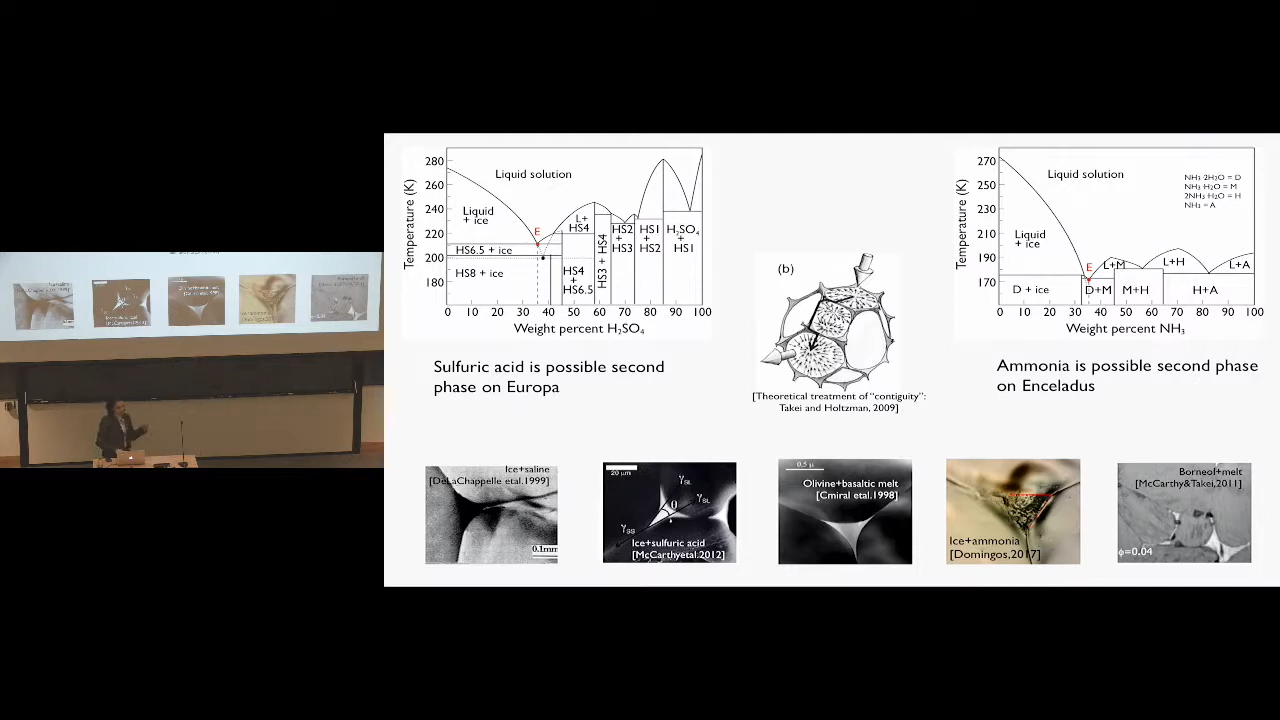 280
260
240
220
200
180
Temperature (K)
Liquid solution
Liquid
+ ice
E
L+
HS4
HS6.5 + ice
HS8 + ice
HS4
+
HS6.5
HS3 + HS4
HS2
+
HS3
HS1
+
HS2
H₂SO₄
+
HS1
0 10 20 30 40 50 60 70 80 90 100
Weight percent H₂SO₄
Sulfuric acid is possible second
phase on Europa
(b)
[Theoretical treatment of "contiguity":
Takei and Holtzman, 2009]
270
250
230
210
190
170
Temperature (K)
Liquid solution
NH₃·2H₂O = D
NH₃·H₂O = M
2NH₃·H₂O = H
NH₃ = A
Liquid
+ ice
E
L+M
L+H
L+A
D + ice
D+M
M+H
H+A
0 10 20 30 40 50 60 70 80 90 100
Weight percent NH₃
Ammonia is possible second phase
on Enceladus
Ice+saline
[DeLaChappelle etal.1999]
0.1mm
20 μm
γSL
θ
γSL
γSS
Ice+sulfuric acid
[McCarthyetal.2012]
0.5 μ
Olivine+basaltic melt
[Cmiral etal.1998]
Ice+ammonia
[Domingos,2017]
Borneol+melt
[McCarthy&Takei,2011]
ϕ=0.04